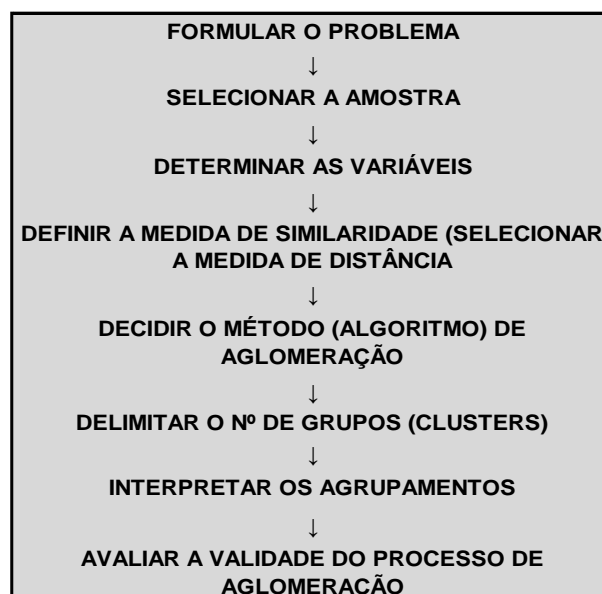 FORMULAR O PROBLEMA
↓
SELECIONAR A AMOSTRA
↓
DETERMINAR AS VARIÁVEIS
↓
DEFINIR A MEDIDA DE SIMILARIDADE (SELECIONAR
A MEDIDA DE DISTÂNCIA
↓
DECIDIR O MÉTODO (ALGORITMO) DE
AGLOMERAÇÃO
↓
DELIMITAR O Nº DE GRUPOS (CLUSTERS)
↓
INTERPRETAR OS AGRUPAMENTOS
↓
AVALIAR A VALIDADE DO PROCESSO DE
AGLOMERAÇÃO